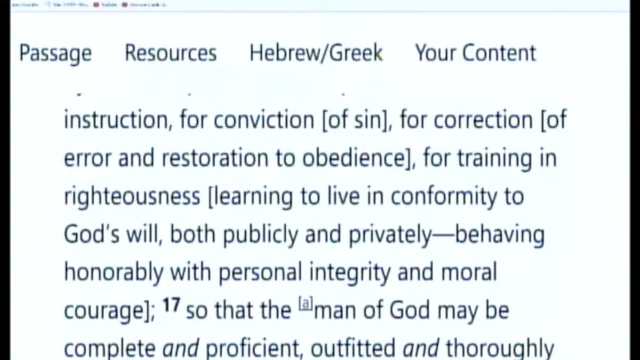 Passage Resources Hebrew/Greek Your Content
instruction, for conviction [of sin], for correction [of
error and restoration to obedience], for training in
righteousness [learning to live in conformity to
God's will, both publicly and privately—behaving
honorably with personal integrity and moral
courage]; 17 so that the [a]man of God may be
complete and proficient, outfitted and thoroughly